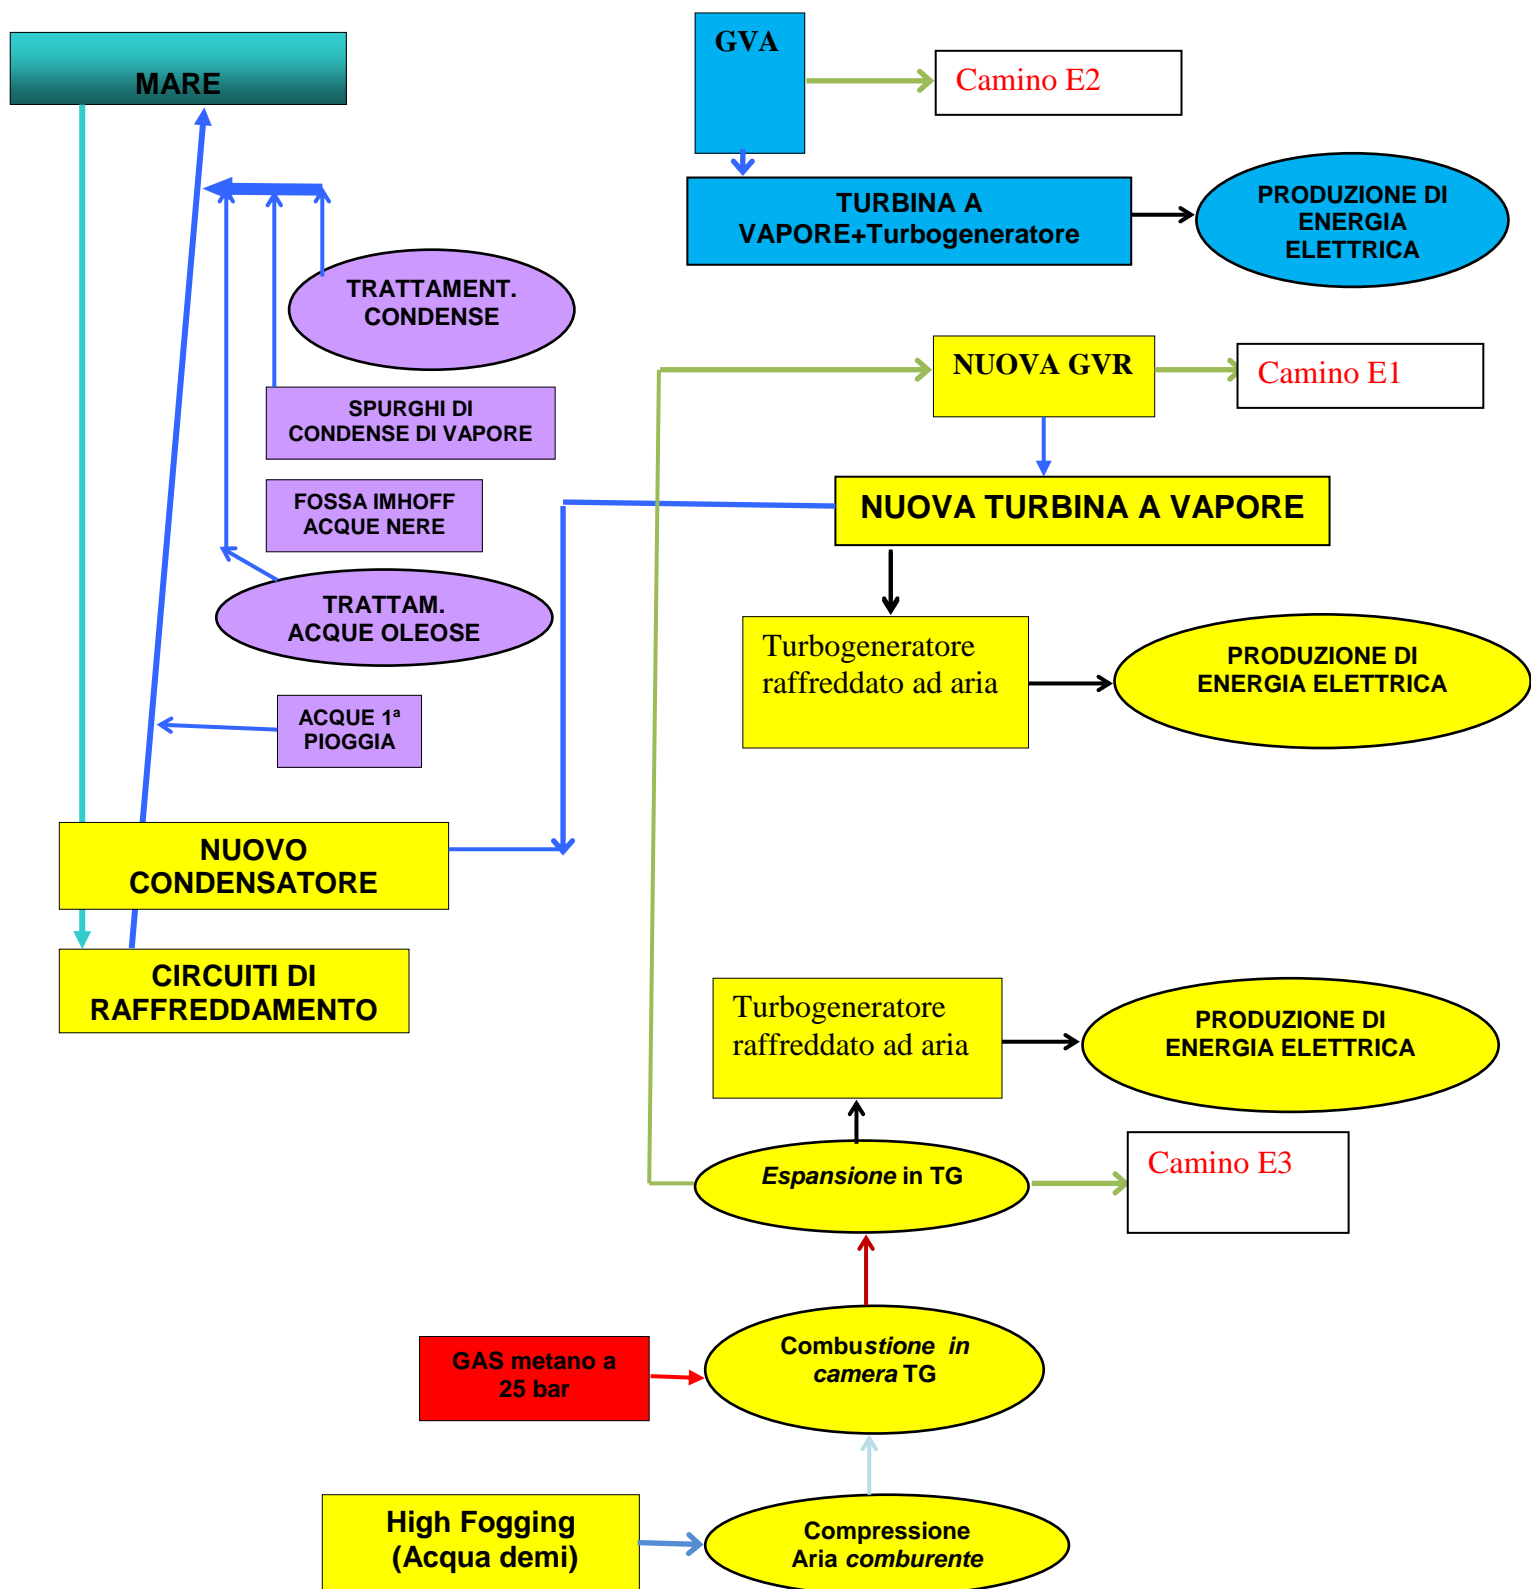 MARE
GVA
Camino E2
TURBINA A
VAPORE+Turbogeneratore
PRODUZIONE DI
ENERGIA
ELETTRICA
TRATTAMENT.
CONDENSE
SPURGHI DI
CONDENSE DI VAPORE
FOSSA IMHOFF
ACQUE NERE
TRATTAM.
ACQUE OLEOSE
ACQUE 1ª
PIOGGIA
NUOVA GVR
Camino E1
NUOVA TURBINA A VAPORE
Turbogeneratore
raffreddato ad aria
PRODUZIONE DI
ENERGIA ELETTRICA
NUOVO
CONDENSATORE
CIRCUITI DI
RAFFREDDAMENTO
Turbogeneratore
raffreddato ad aria
PRODUZIONE DI
ENERGIA ELETTRICA
Espansione in TG
Camino E3
GAS metano a
25 bar
Combustione in
camera TG
High Fogging
(Acqua demi)
Compressione
Aria comburente